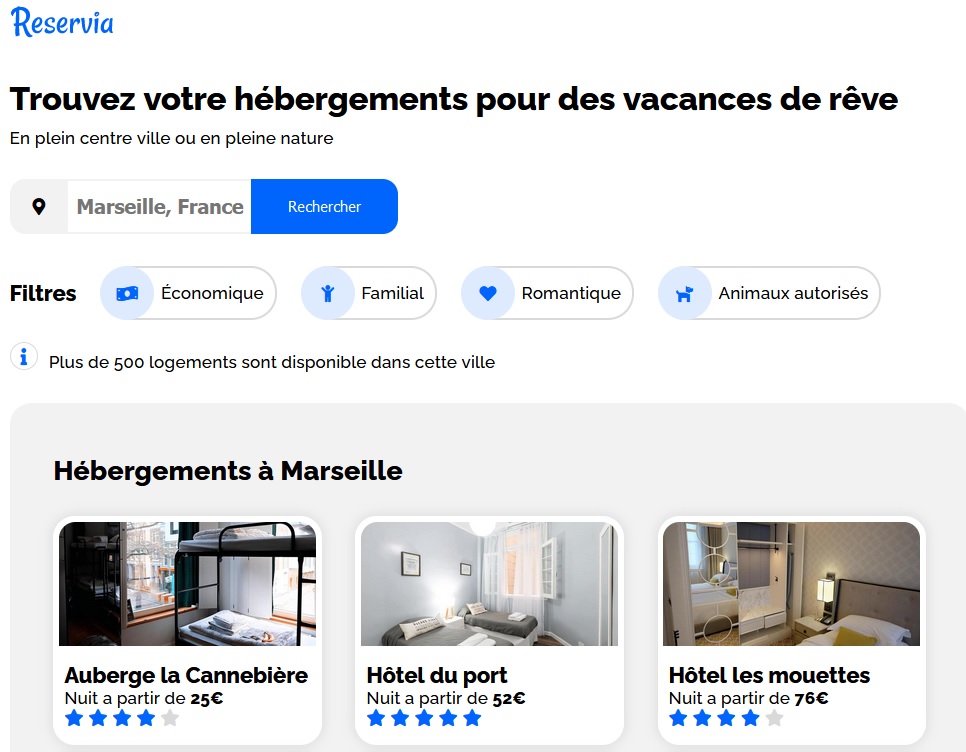 Reservia
Trouvez votre hébergements pour des vacances de rêve
En plein centre ville ou en pleine nature
Marseille, France
Rechercher
Filtres
Économique
Familial
Romantique
Animaux autorisés
Plus de 500 logements sont disponible dans cette ville
Hébergements à Marseille
Auberge la Cannebière
Nuit a partir de 25€
Hôtel du port
Nuit a partir de 52€
Hôtel les mouettes
Nuit a partir de 76€